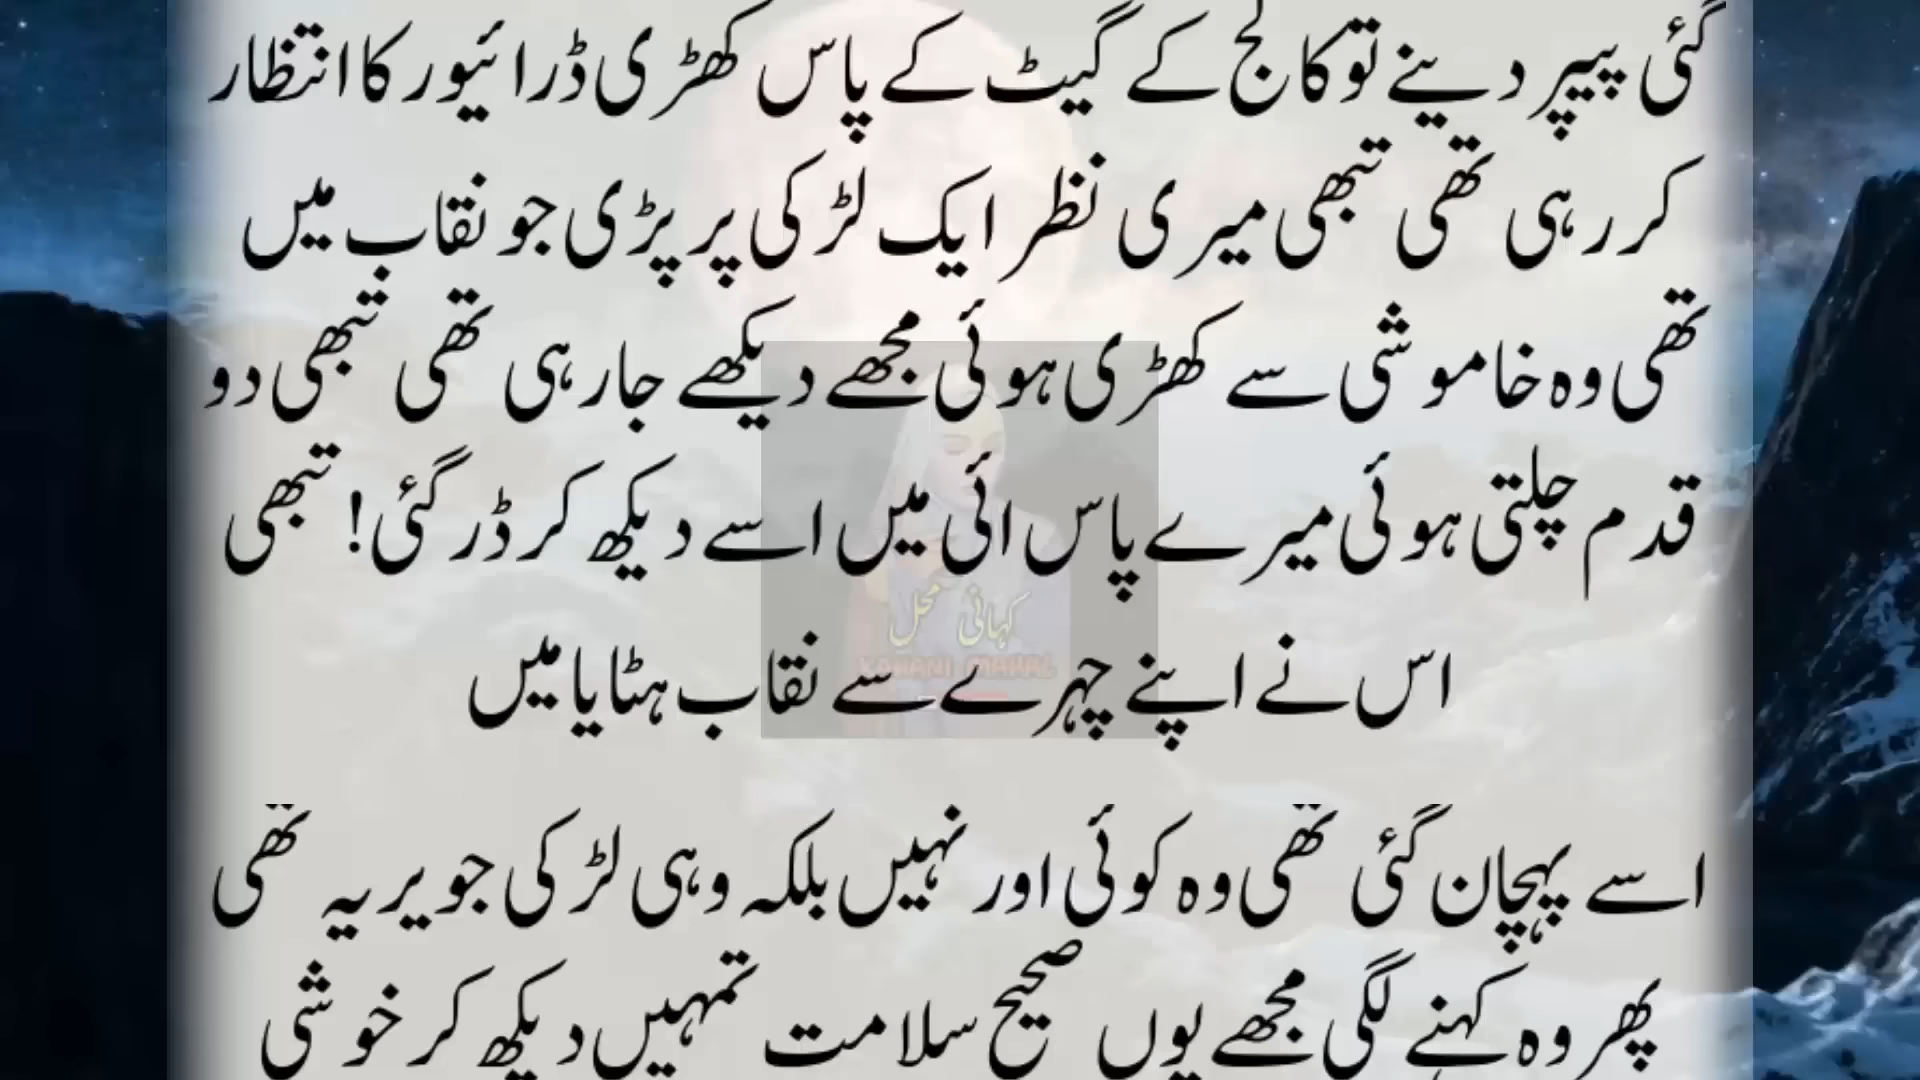 گئی پیپر دینے تو کالج کے گیٹ کے پاس کھڑی ڈرائیور کا انتظار
کر رہی تھی تبھی میری نظر ایک لڑکی پر پڑی جو نقاب میں
تھی وہ خاموشی سے کھڑی ہوئی مجھے دیکھے جا رہی تھی تبھی دو
قدم چلتی ہوئی میرے پاس ائی میں اسے دیکھ کر ڈر گئی! تبھی
کہانی محل
KAHANI MAHAL
اس نے اپنے چہرے سے نقاب ہٹایا میں
اسے پہچان گئی تھی وہ کوئی اور نہیں بلکہ وہی لڑکی جویریہ تھی
پھر وہ کہنے لگی مجھے یوں صحیح سلامت تمہیں دیکھ کر خوشی